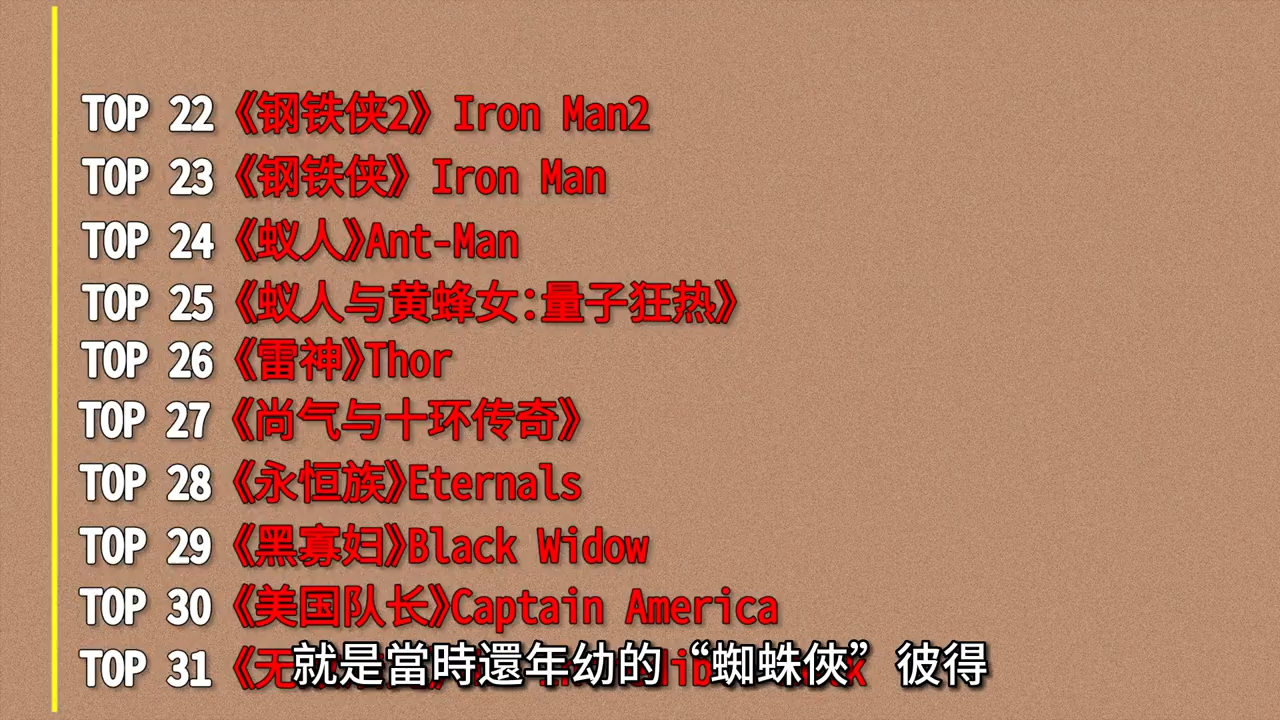 TOP 22《钢铁侠2》Iron Man2
TOP 23《钢铁侠》Iron Man
TOP 24《蚁人》Ant-Man
TOP 25《蚁人与黄蜂女:量子狂热》
TOP 26《雷神》Thor
TOP 27《尚气与十环传奇》
TOP 28《永恒族》Eternals
TOP 29《黑寡妇》Black Widow
TOP 30《美国队长》Captain America
TOP 31《无
就是當時還年幼的“蜘蛛俠”彼得